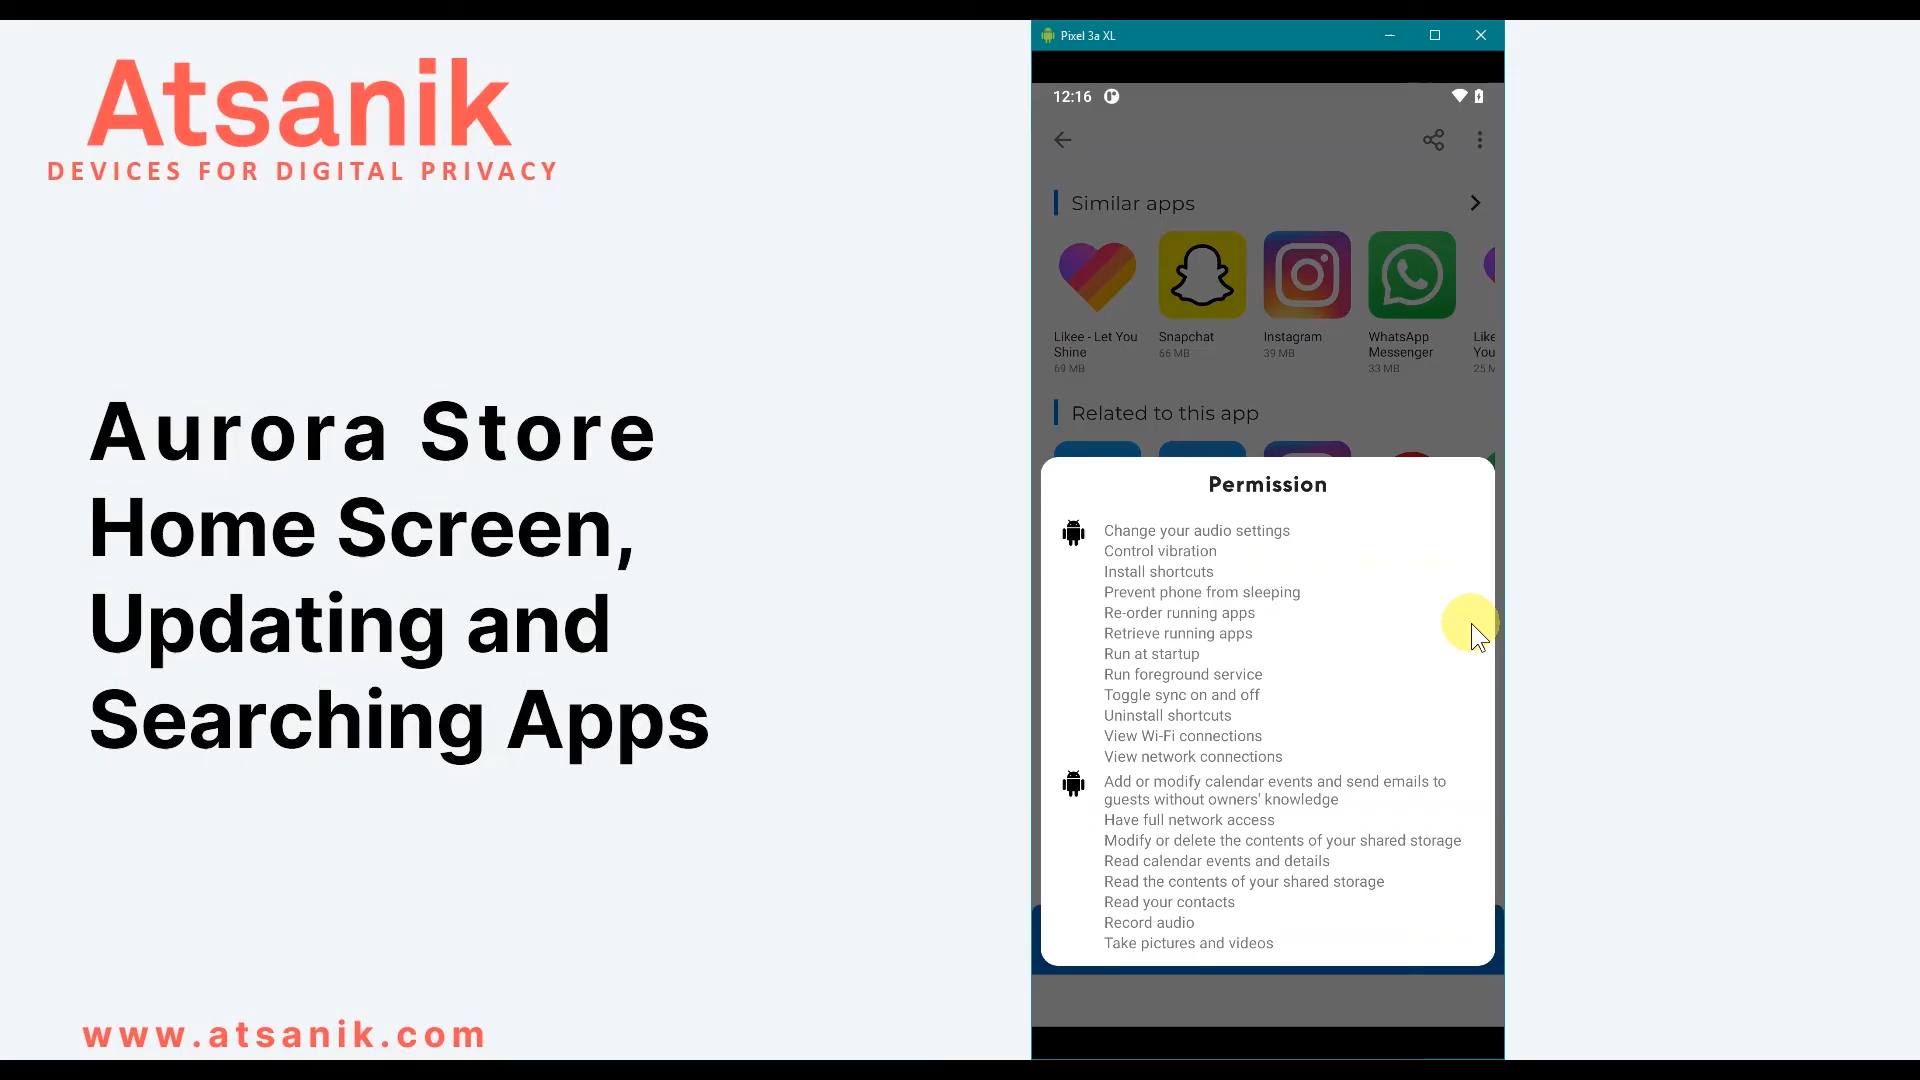 Atsanik
DEVICES FOR DIGITAL PRIVACY
Aurora Store
Home Screen,
Updating and
Searching Apps
www.atsanik.com
Pixel 3a XL
12:16
Similar apps
Likee - Let You
Shine
69 MB
Snapchat
66 MB
Instagram
39 MB
WhatsApp
Messenger
33 MB
Like
You
25 M
Related to this app
Permission
Change your audio settings
Control vibration
Install shortcuts
Prevent phone from sleeping
Re-order running apps
Retrieve running apps
Run at startup
Run foreground service
Toggle sync on and off
Uninstall shortcuts
View Wi-Fi connections
View network connections
Add or modify calendar events and send emails to
guests without owners' knowledge
Have full network access
Modify or delete the contents of your shared storage
Read calendar events and details
Read the contents of your shared storage
Read your contacts
Record audio
Take pictures and videos